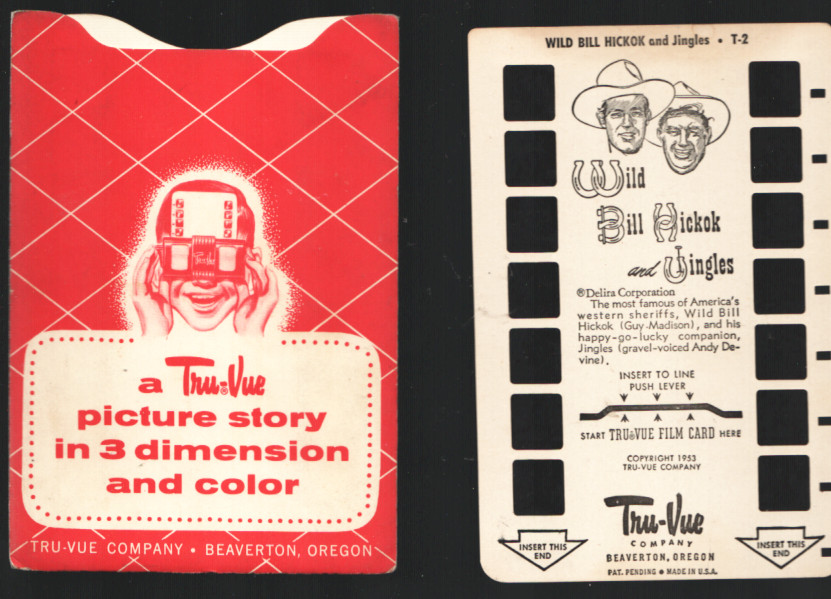 a Tru-Vue®
picture story
in 3 dimension
and color
TRU-VUE COMPANY • BEAVERTON, OREGON
WILD BILL HICKOK and Jingles • T-2
Wild
Bill Hickok
and Jingles
®Delira Corporation
The most famous of America's
western sheriffs, Wild Bill
Hickok (Guy Madison), and his
happy-go-lucky companion,
Jingles (gravel-voiced Andy De-
vine).
INSERT TO LINE
PUSH LEVER
START TRU®VUE FILM CARD HERE
COPYRIGHT 1953
TRU-VUE COMPANY
Tru-Vue
COMPANY
BEAVERTON, OREGON
PAT. PENDING • MADE IN U.S.A.
INSERT THIS
END
INSERT THIS
END